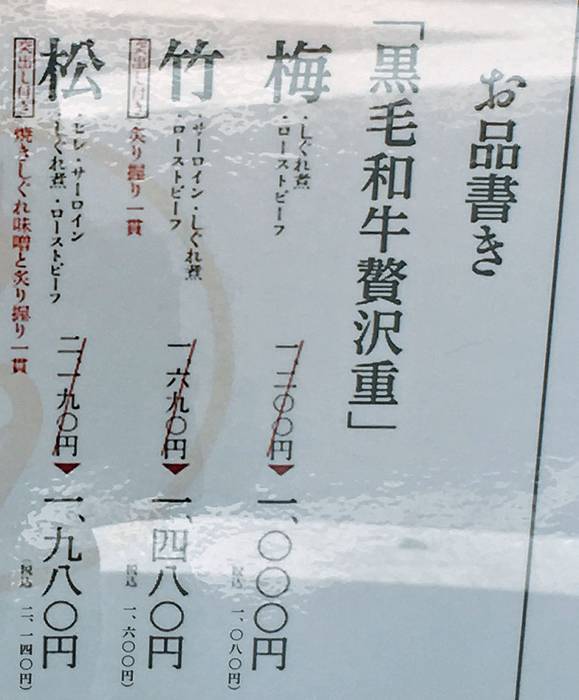 お品書き
「黒毛和牛贅沢重」
梅
・しぐれ煮
・ローストビーフ
一、二〇〇円
一、〇〇〇円
(税込 一、〇八〇円)
竹
・サーロイン・しぐれ煮
・ローストビーフ
突出し付き 炙り握り一貫
一、六九〇円
一、四八〇円
(税込 一、六〇〇円)
松
・ヒレ・サーロイン
・しぐれ煮・ローストビーフ
突出し付き 焼きしぐれ味噌と炙り握り一貫
二、一九〇円
一、九八〇円
(税込 二、一四〇円)